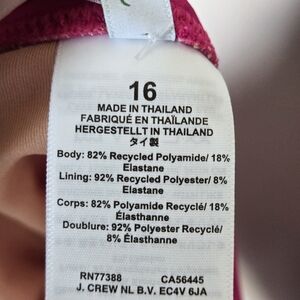 16
MADE IN THAILAND
FABRIQUÉ EN THAÏLANDE
HERGESTELLT IN THAILAND
タイ製
Body: 82% Recycled Polyamide/ 18%
Elastane
Lining: 92% Recycled Polyester/ 8%
Elastane
Corps: 82% Polyamide Recyclé/ 18%
Élasthanne
Doublure: 92% Polyester Recyclé/
8% Élasthanne
RN77388 CA56445
J. CREW NL B.V. EC4V 6JA